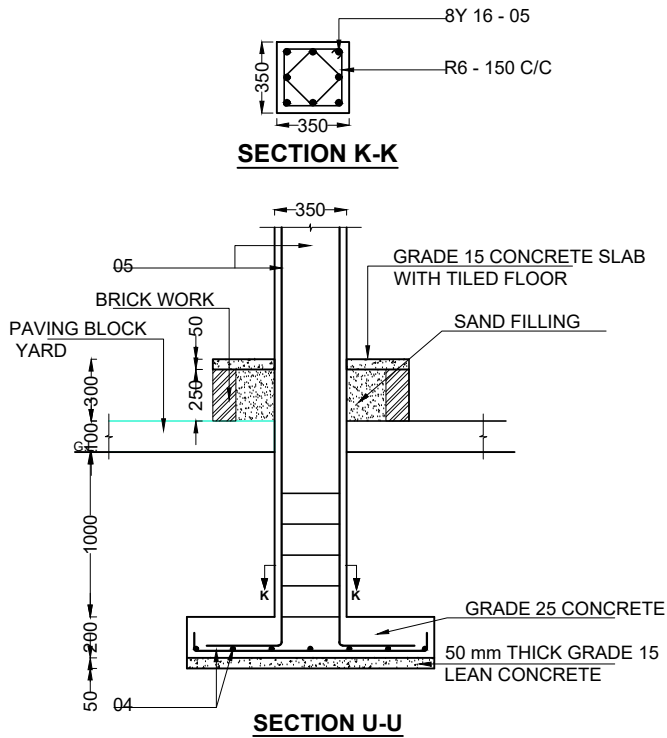 8Y 16 - 05
R6 - 150 C/C
350
350
SECTION K-K
350
GRADE 15 CONCRETE SLAB
WITH TILED FLOOR
05
BRICK WORK
SAND FILLING
PAVING BLOCK
YARD
50
300
250
100
1000
K
K
GRADE 25 CONCRETE
200
50 mm THICK GRADE 15
LEAN CONCRETE
50
04
SECTION U-U